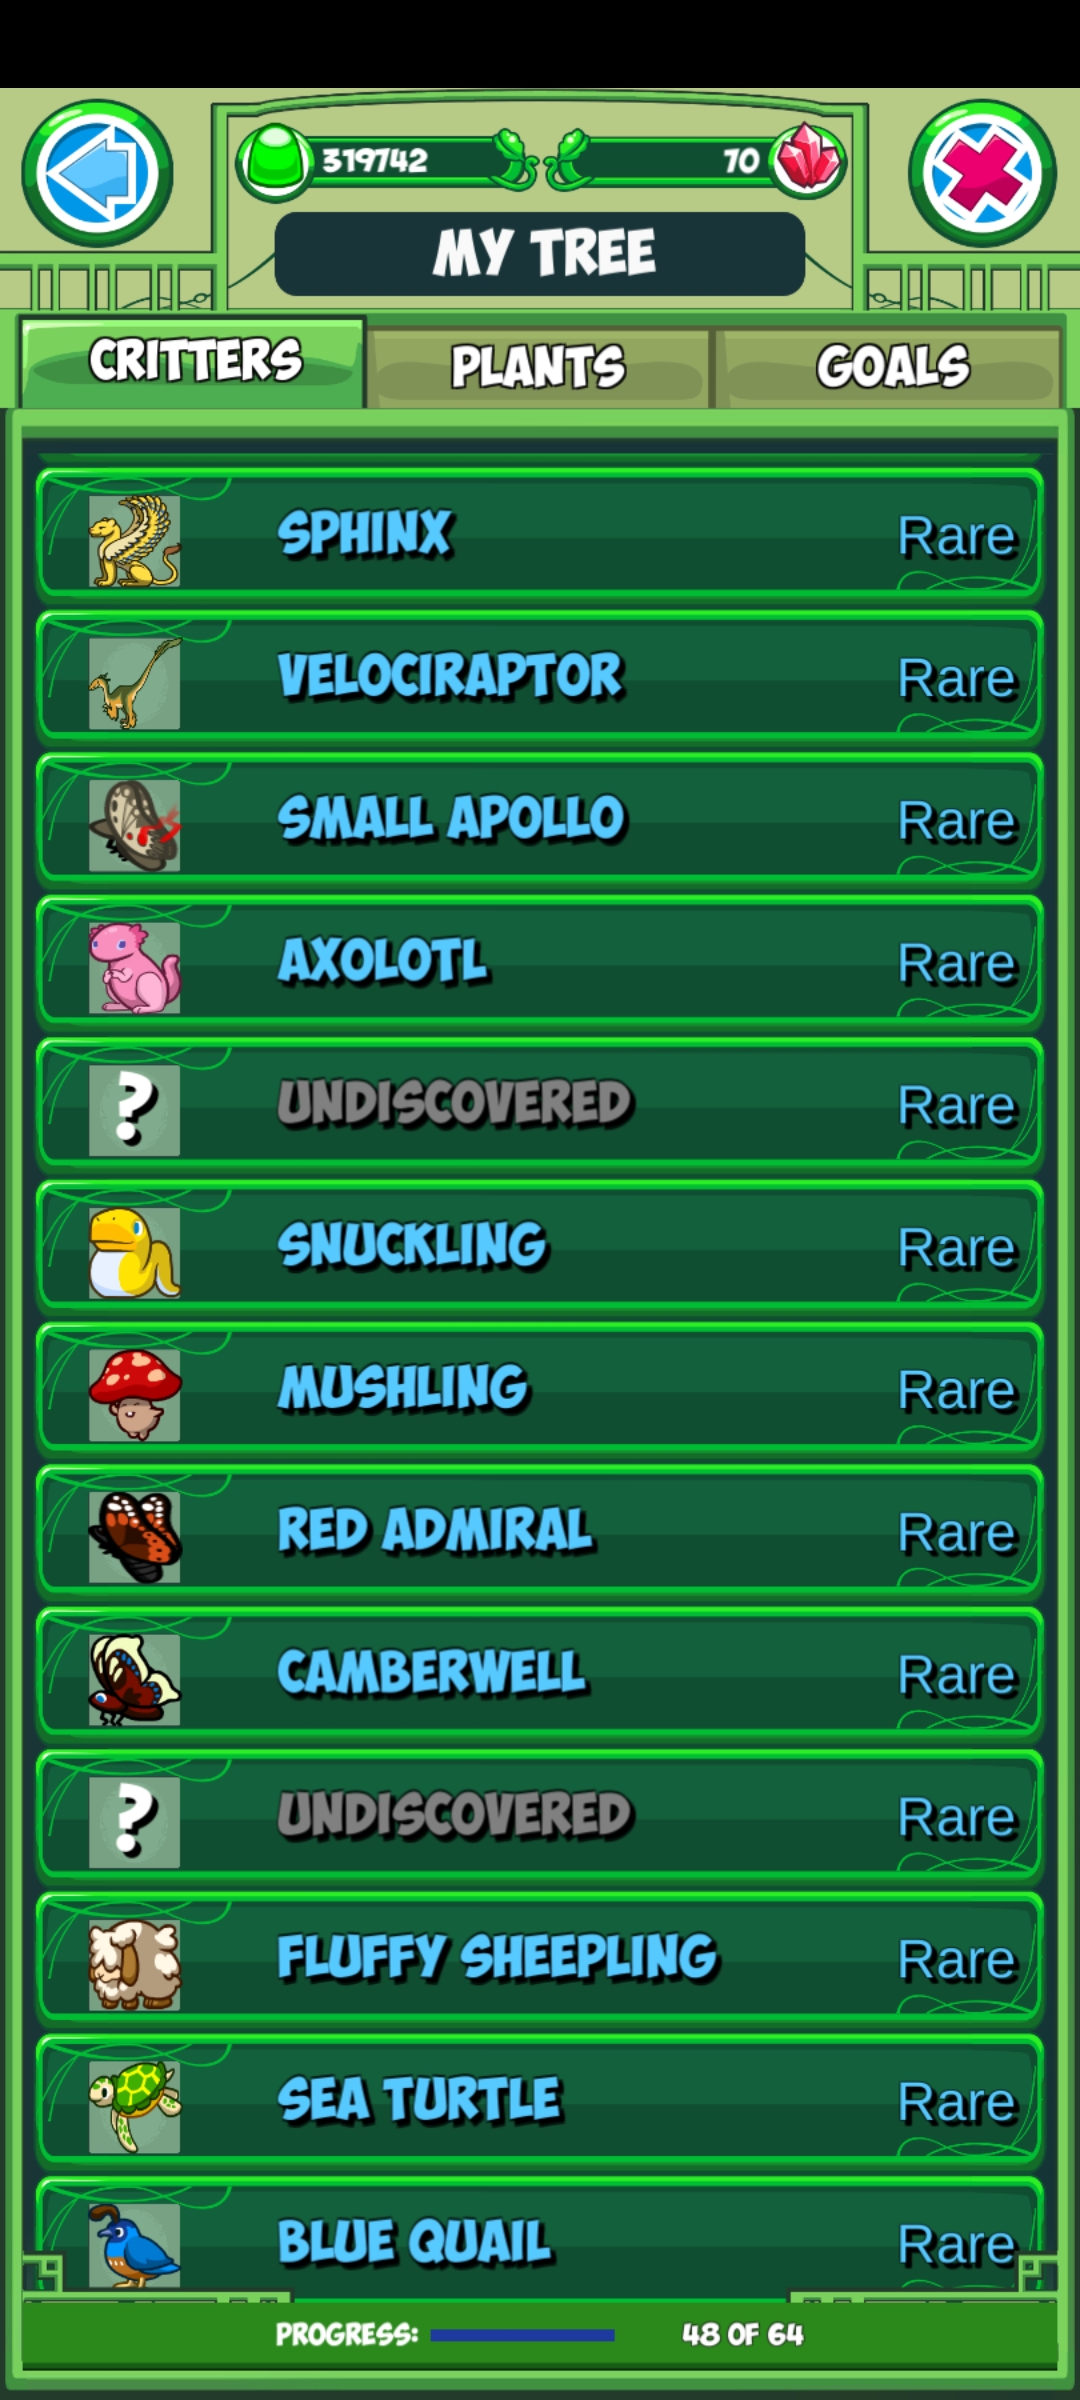 319742
70
MY TREE
CRITTERS
PLANTS
GOALS
SPHINX
Rare
VELOCIRAPTOR
Rare
SMALL APOLLO
Rare
AXOLOTL
Rare
?
UNDISCOVERED
Rare
SNUCKLING
Rare
MUSHLING
Rare
RED ADMIRAL
Rare
CAMBERWELL
Rare
?
UNDISCOVERED
Rare
FLUFFY SHEEPLING
Rare
SEA TURTLE
Rare
BLUE QUAIL
Rare
PROGRESS:
48 OF 64